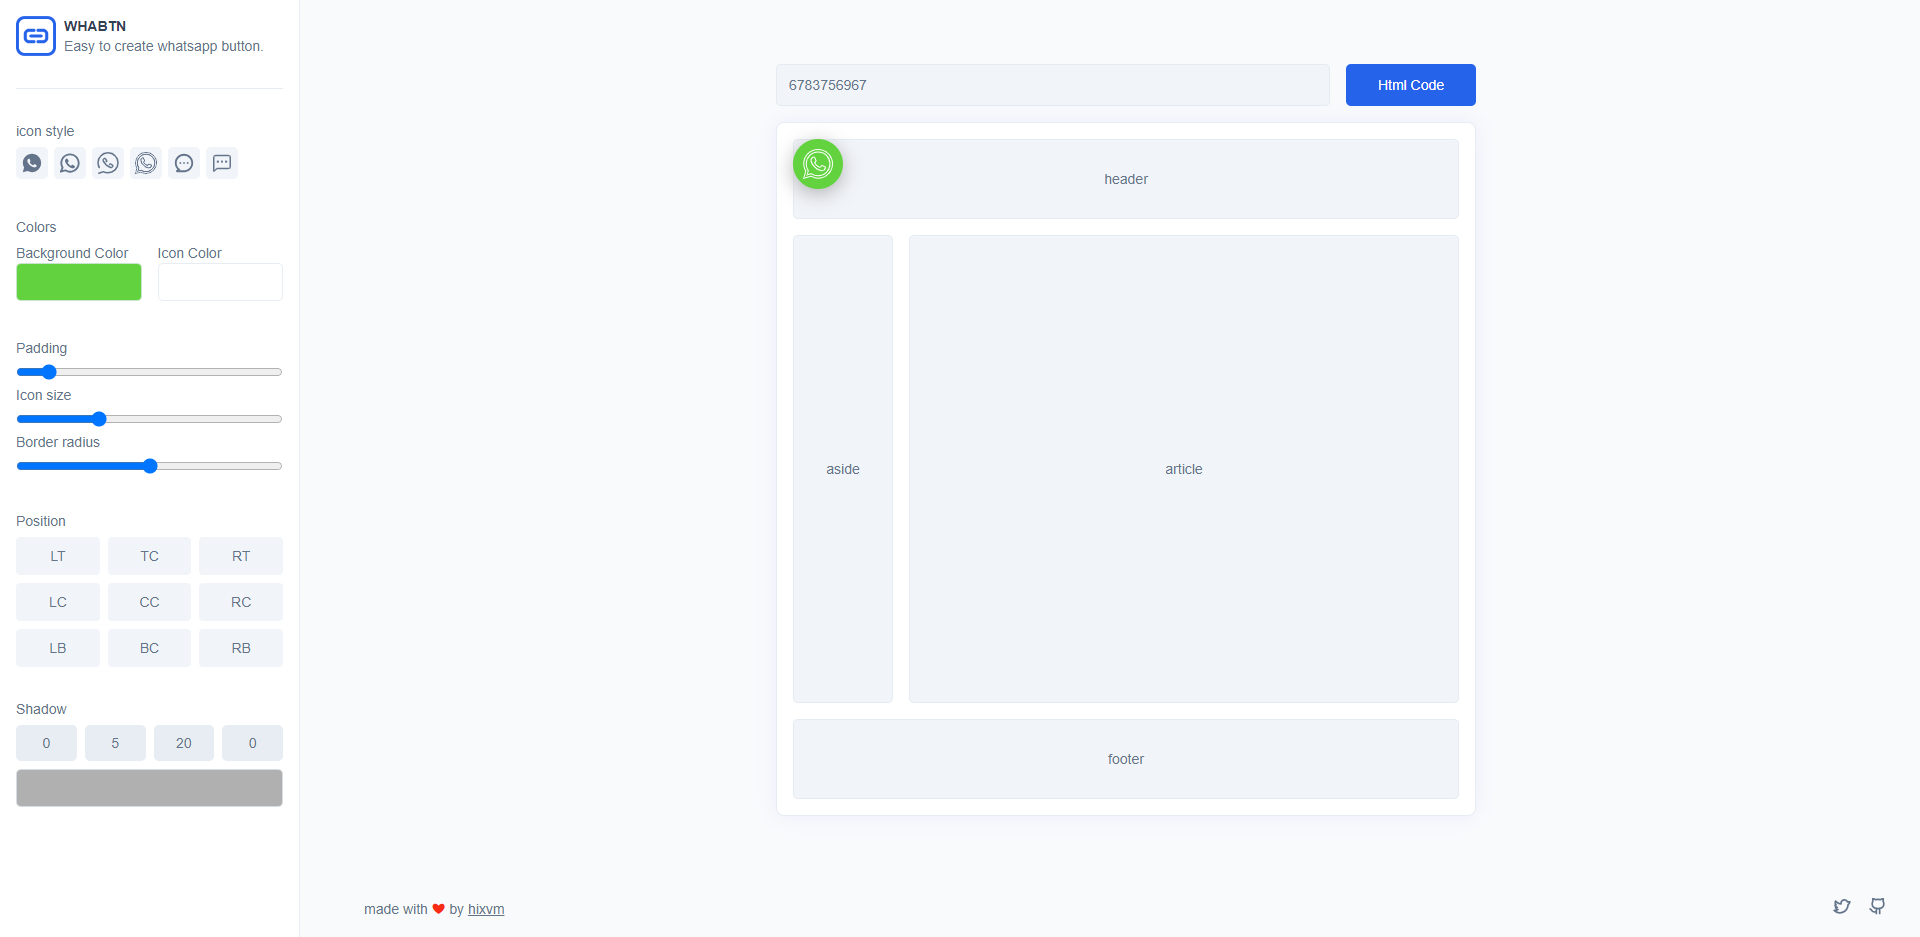 WHABTN
Easy to create whatsapp button.
icon style
Colors
Background Color Icon Color
Padding
Icon size
Border radius
Position
LT TC RT
LC CC RC
LB BC RB
Shadow
0 5 20 0
6783756967 Html Code
header
aside article
footer
made with ❤ by hixvm